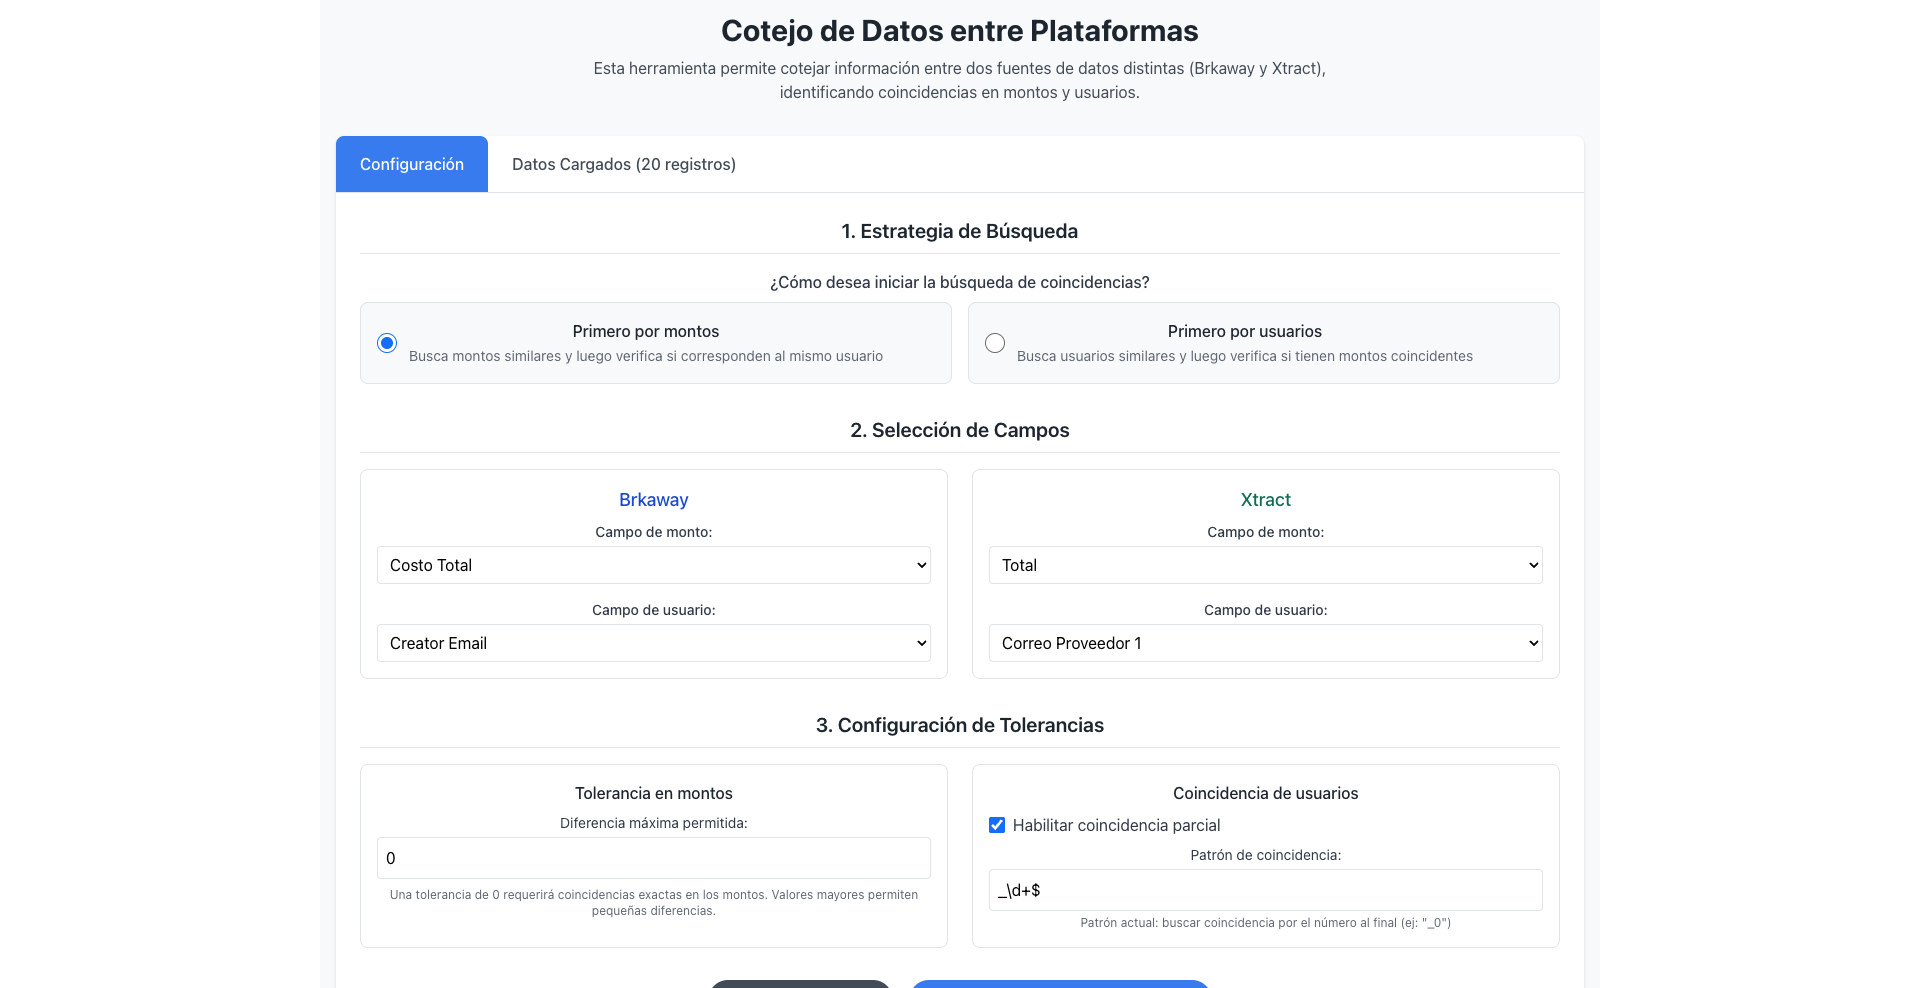 Cotejo de Datos entre Plataformas
Esta herramienta permite cotejar información entre dos fuentes de datos distintas (Brkaway y Xtract),
identificando coincidencias en montos y usuarios.
Configuración
Datos Cargados (20 registros)
1. Estrategia de Búsqueda
¿Cómo desea iniciar la búsqueda de coincidencias?
Primero por montos
Busca montos similares y luego verifica si corresponden al mismo usuario
Primero por usuarios
Busca usuarios similares y luego verifica si tienen montos coincidentes
2. Selección de Campos
Brkaway
Campo de monto:
Costo Total
Campo de usuario:
Creator Email
Xtract
Campo de monto:
Total
Campo de usuario:
Correo Proveedor 1
3. Configuración de Tolerancias
Tolerancia en montos
Diferencia máxima permitida:
0
Una tolerancia de 0 requerirá coincidencias exactas en los montos. Valores mayores permiten
pequeñas diferencias.
Coincidencia de usuarios
Habilitar coincidencia parcial
Patrón de coincidencia:
_\d+$
Patrón actual: buscar coincidencia por el número al final (ej: "_0")